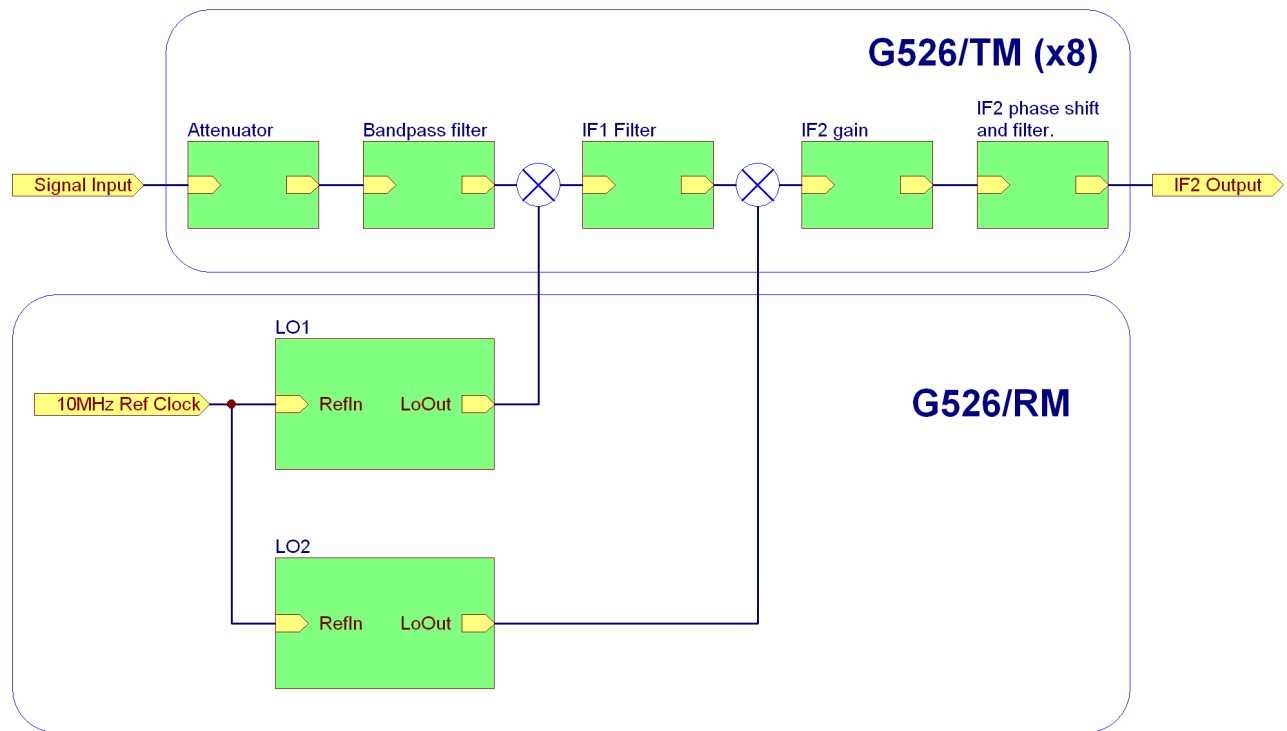 G526/TM (x8)
Attenuator
Bandpass filter
IF1 Filter
IF2 gain
IF2 phase shift
and filter.
Signal Input
IF2 Output
LO1
10MHz Ref Clock
RefIn
LoOut
G526/RM
LO2
RefIn
LoOut